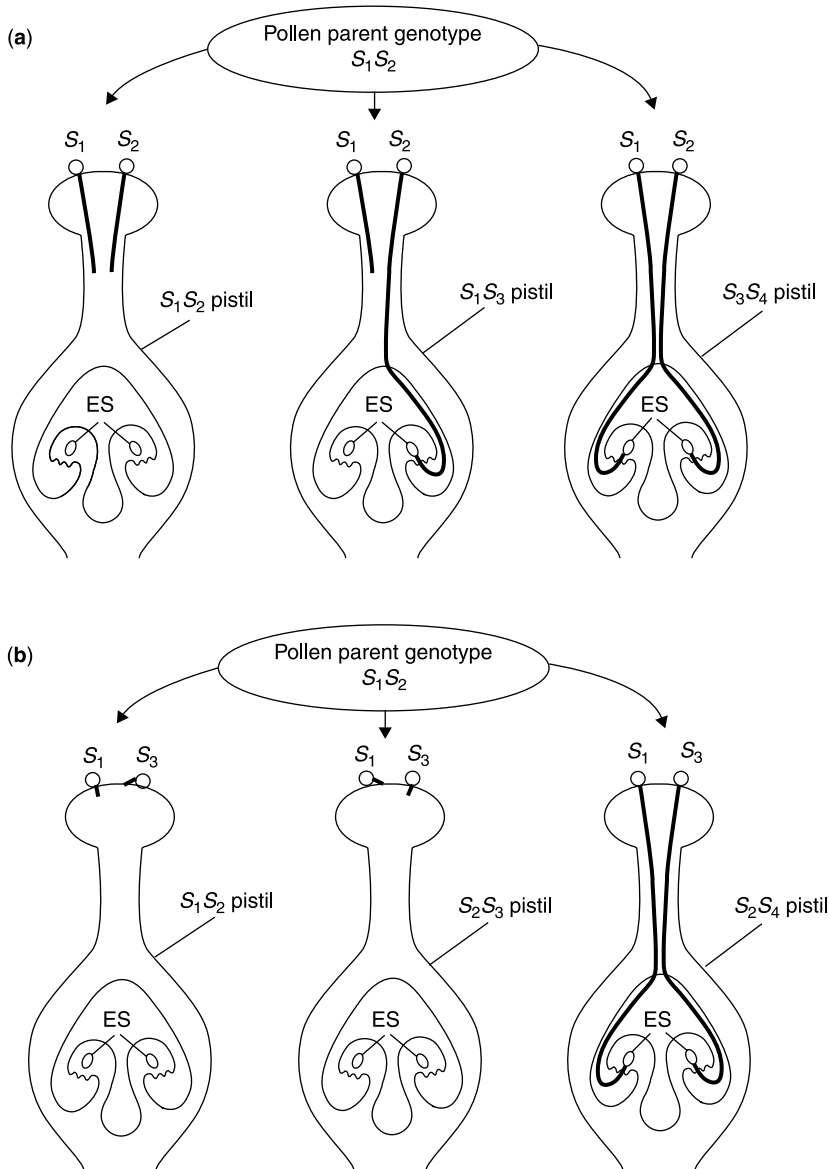 (a)
Pollen parent genotype
S₁S₂
S₁ S₂ S₁ S₂ S₁ S₂
S₁S₂ pistil
S₁S₃ pistil
S₃S₄ pistil
ES ES ES
(b)
Pollen parent genotype
S₁S₂
S₁ S₃ S₁ S₃ S₁ S₃
S₁S₂ pistil
S₂S₃ pistil
S₂S₄ pistil
ES ES ES